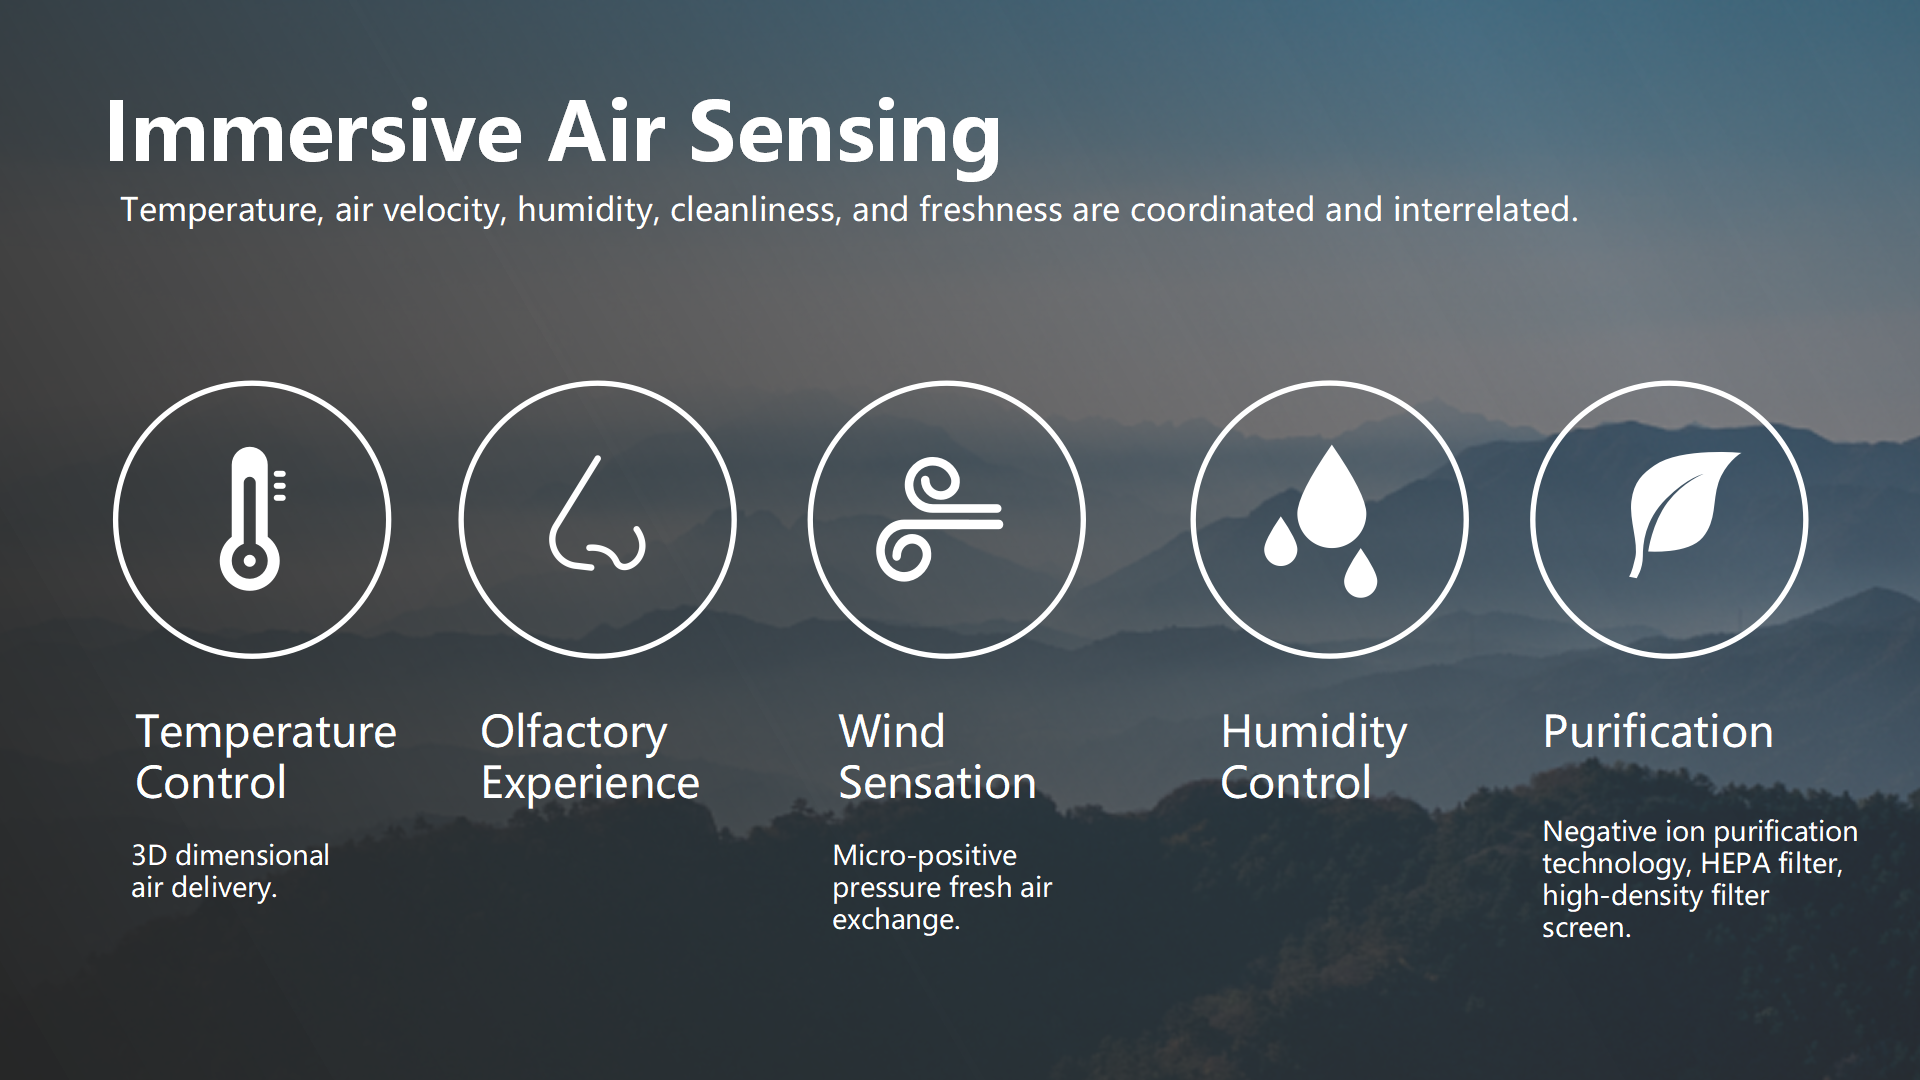 Immersive Air Sensing
Temperature, air velocity, humidity, cleanliness, and freshness are coordinated and interrelated.
Temperature
Control
3D dimensional
air delivery.
Olfactory
Experience
Wind
Sensation
Micro-positive
pressure fresh air
exchange.
Humidity
Control
Purification
Negative ion purification
technology, HEPA filter,
high-density filter
screen.